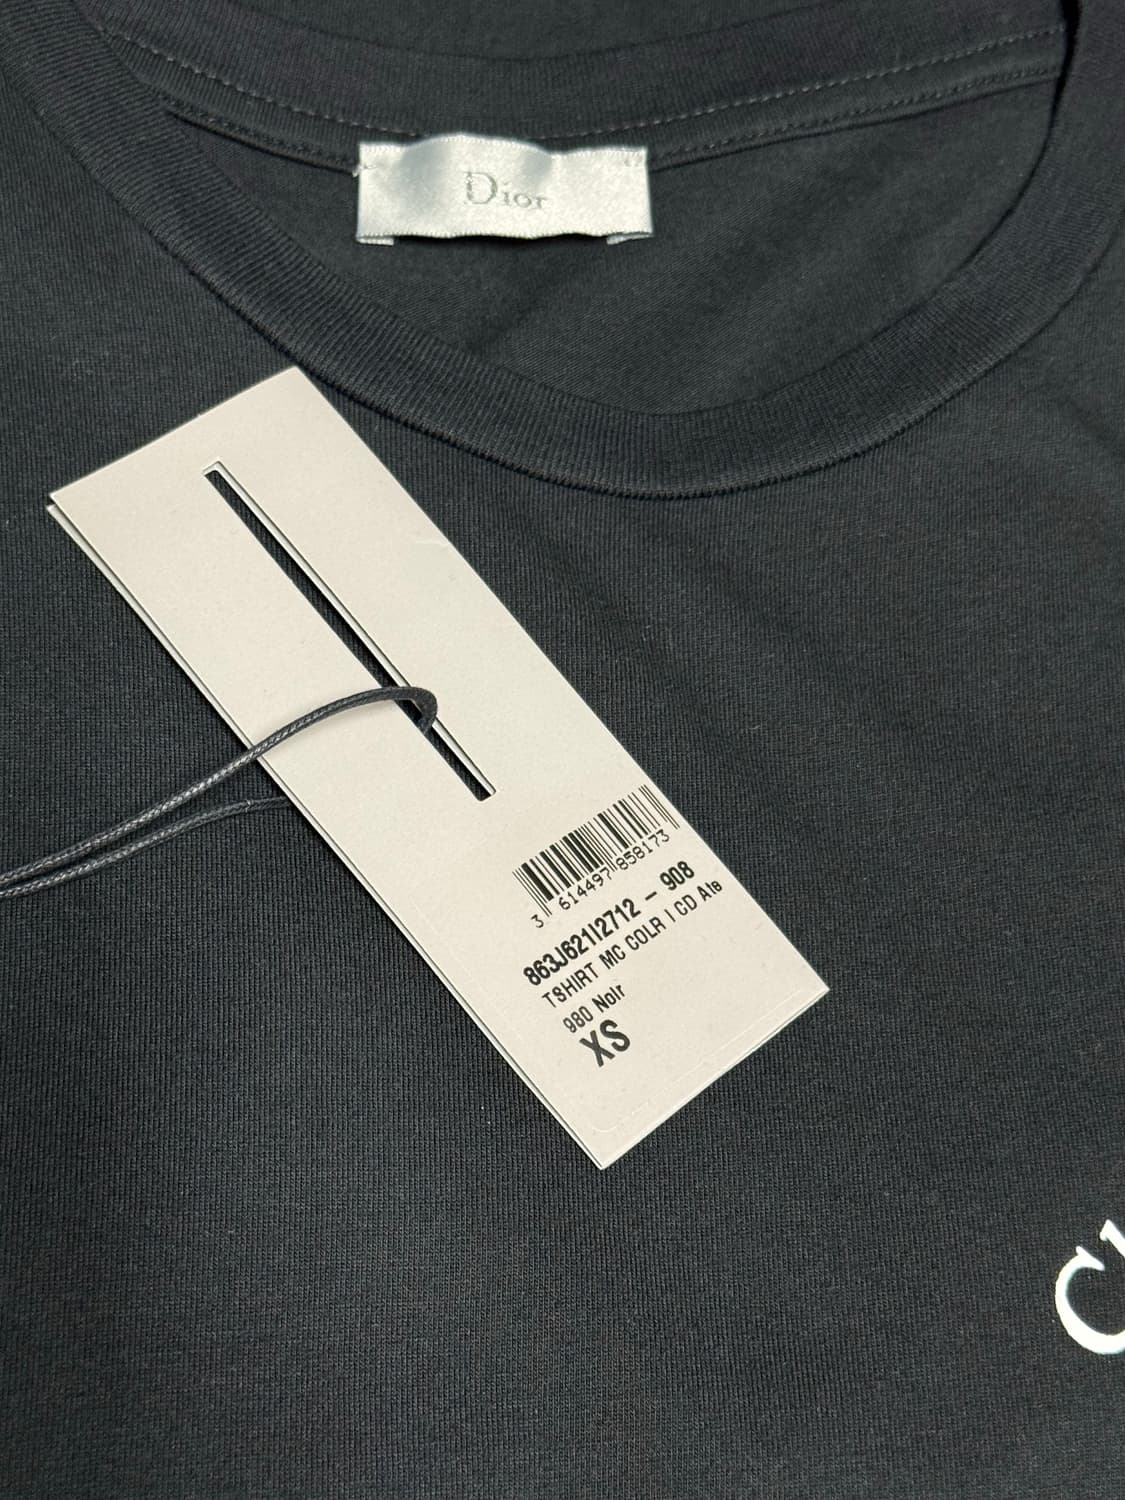 Dior
3 614497 858173
863J621I2712 - 908
TSHIRT MC COLR I CD Ate
980 Noir
XS
C